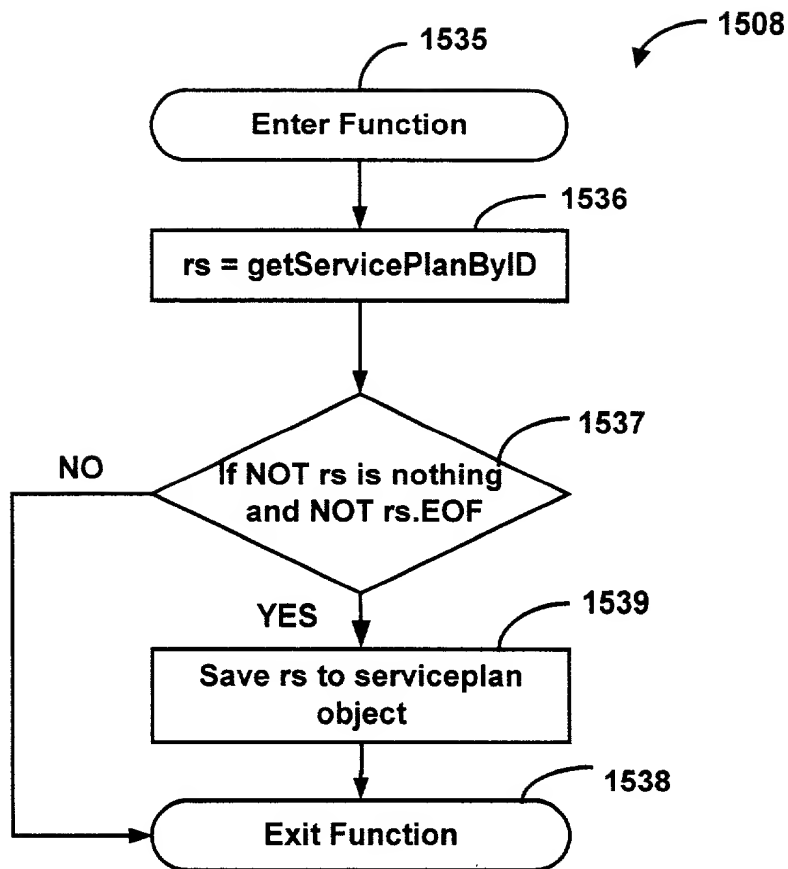 1508
1535
Enter Function
1536
rs = getServicePlanByID
1537
NO
If NOT rs is nothing
and NOT rs.EOF
YES
1539
Save rs to serviceplan
object
1538
Exit Function